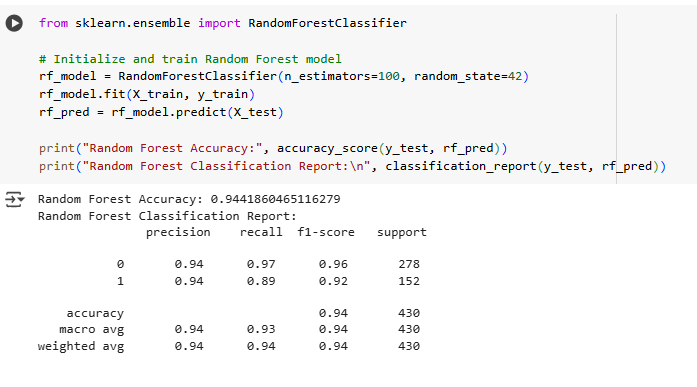 from sklearn.ensemble import RandomForestClassifier
# Initialize and train Random Forest model
rf_model = RandomForestClassifier(n_estimators=100, random_state=42)
rf_model.fit(X_train, y_train)
rf_pred = rf_model.predict(X_test)
print("Random Forest Accuracy:", accuracy_score(y_test, rf_pred))
print("Random Forest Classification Report:\n", classification_report(y_test, rf_pred))
Random Forest Accuracy: 0.9441860465116279
Random Forest Classification Report:
precision recall f1-score support
0 0.94 0.97 0.96 278
1 0.94 0.89 0.92 152
accuracy 0.94 430
macro avg 0.94 0.93 0.94 430
weighted avg 0.94 0.94 0.94 430